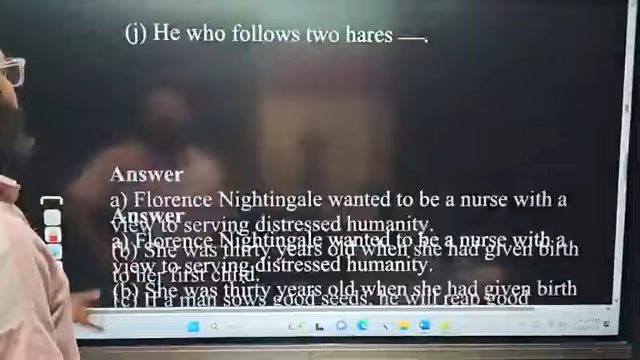 (j) He who follows two hares —.
Answer
a) Florence Nightingale wanted to be a nurse with a
Answer
view to serving distressed humanity.
a) Florence Nightingale wanted to be a nurse with a
(b) She was thirty years old when she had given birth
view to serving distressed humanity.
to her first child.
(b) She was thirty years old when she had given birth
(c) If a man sows good seeds, he will reap good